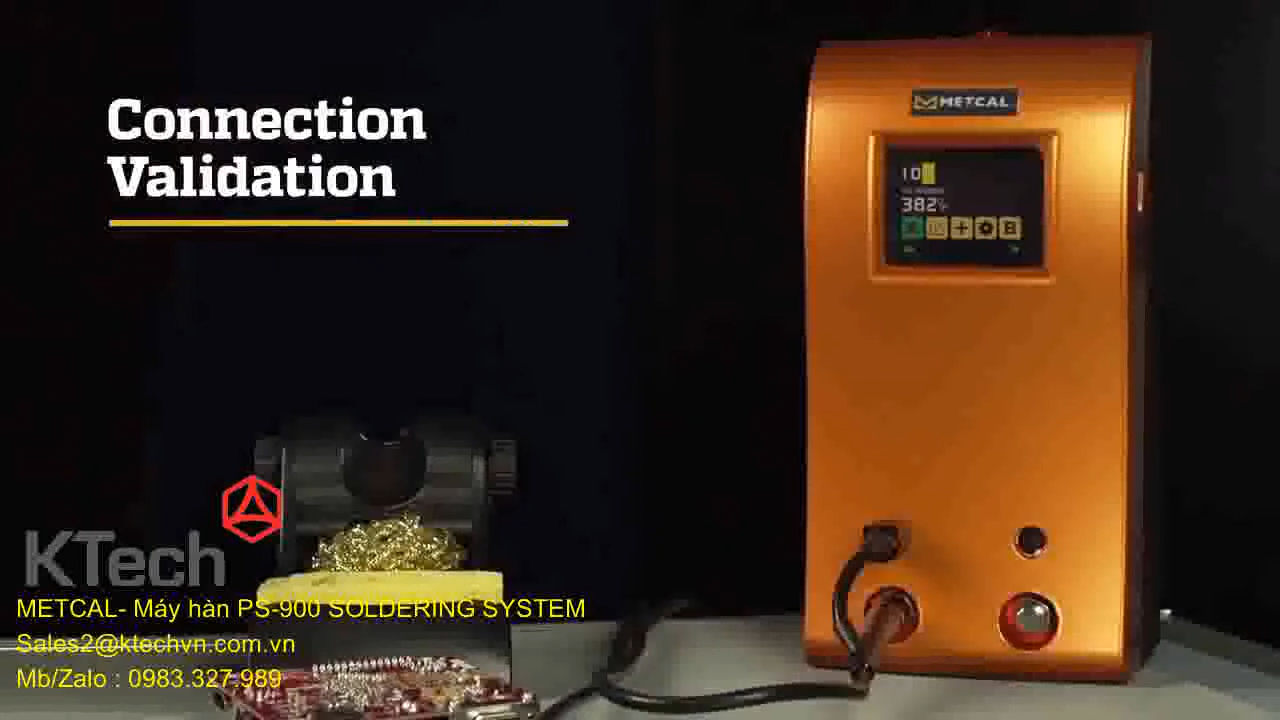 Connection
Validation
METCAL
10
382
B
KTech
METCAL- Máy hàn PS-900 SOLDERING SYSTEM
Sales2@ktechvn.com.vn
Mb/Zalo : 0983.327.989